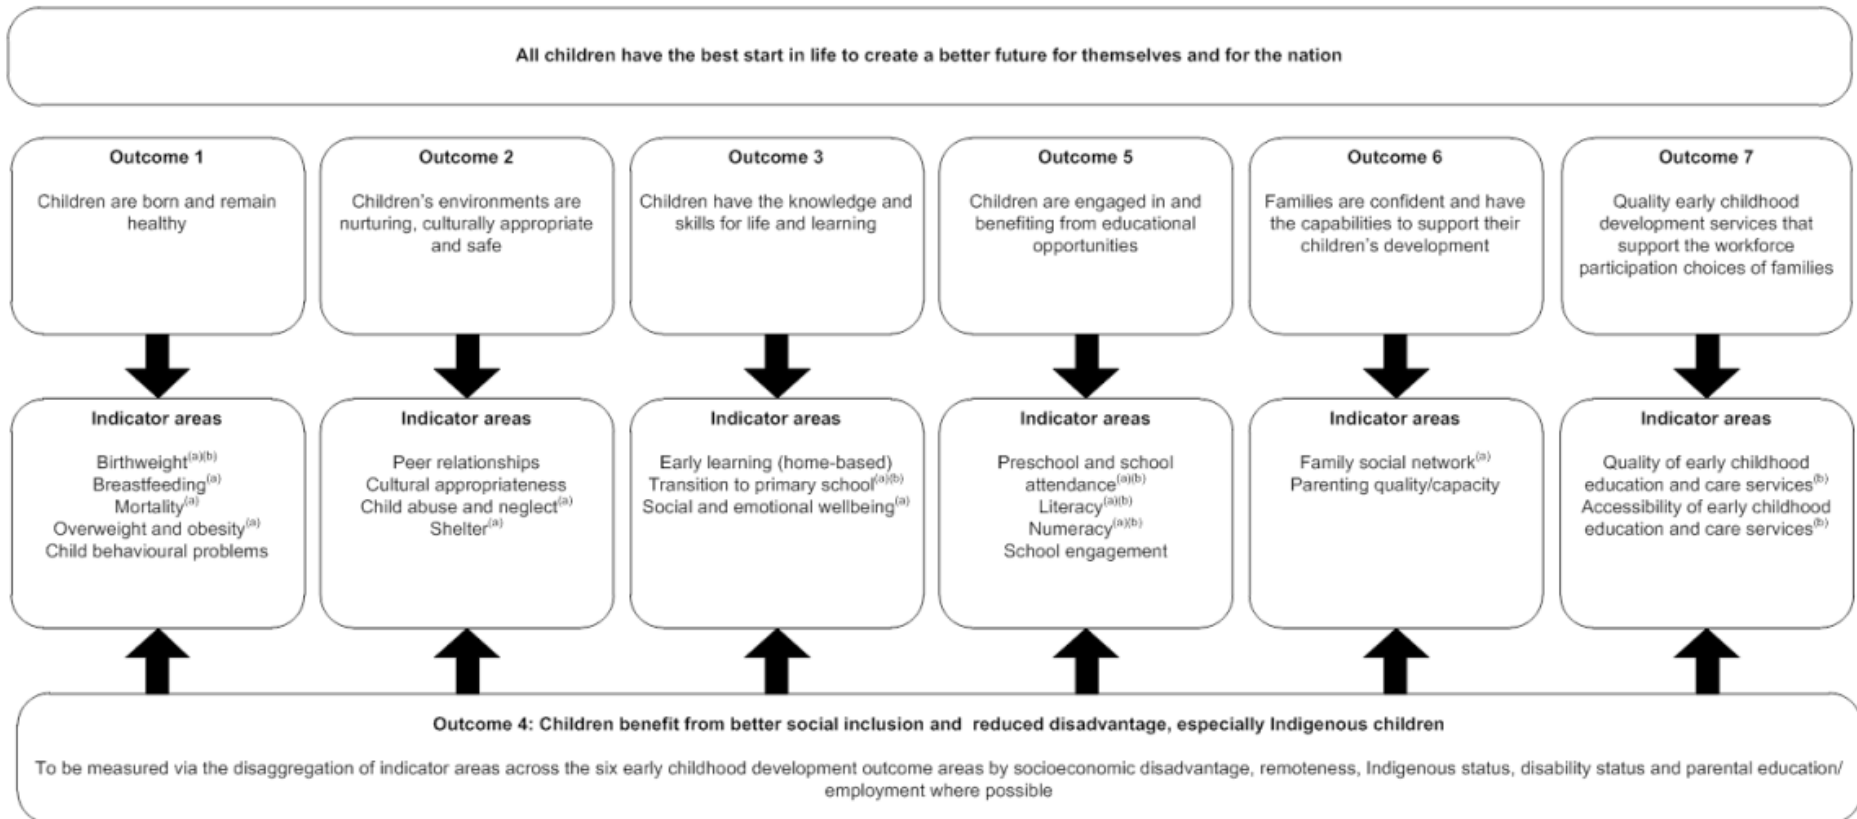 All children have the best start in life to create a better future for themselves and for the nation
Outcome 1
Children are born and remain
healthy
Outcome 2
Children's environments are
nurturing, culturally appropriate
and safe
Outcome 3
Children have the knowledge and
skills for life and learning
Outcome 5
Children are engaged in and
benefiting from educational
opportunities
Outcome 6
Families are confident and have
the capabilities to support their
children's development
Outcome 7
Quality early childhood
development services that
support the workforce
participation choices of families
Indicator areas
Birthweight(a)(b)
Breastfeeding(a)
Mortality(a)
Overweight and obesity(a)
Child behavioural problems
Indicator areas
Peer relationships
Cultural appropriateness
Child abuse and neglect(a)
Shelter(a)
Indicator areas
Early learning (home-based)
Transition to primary school(a)(b)
Social and emotional wellbeing(a)
Indicator areas
Preschool and school
attendance(a)(b)
Literacy(a)(b)
Numeracy(a)(b)
School engagement
Indicator areas
Family social network(a)
Parenting quality/capacity
Indicator areas
Quality of early childhood
education and care services(b)
Accessibility of early childhood
education and care services(b)
Outcome 4: Children benefit from better social inclusion and reduced disadvantage, especially Indigenous children
To be measured via the disaggregation of indicator areas across the six early childhood development outcome areas by socioeconomic disadvantage, remoteness, Indigenous status, disability status and parental education/
employment where possible